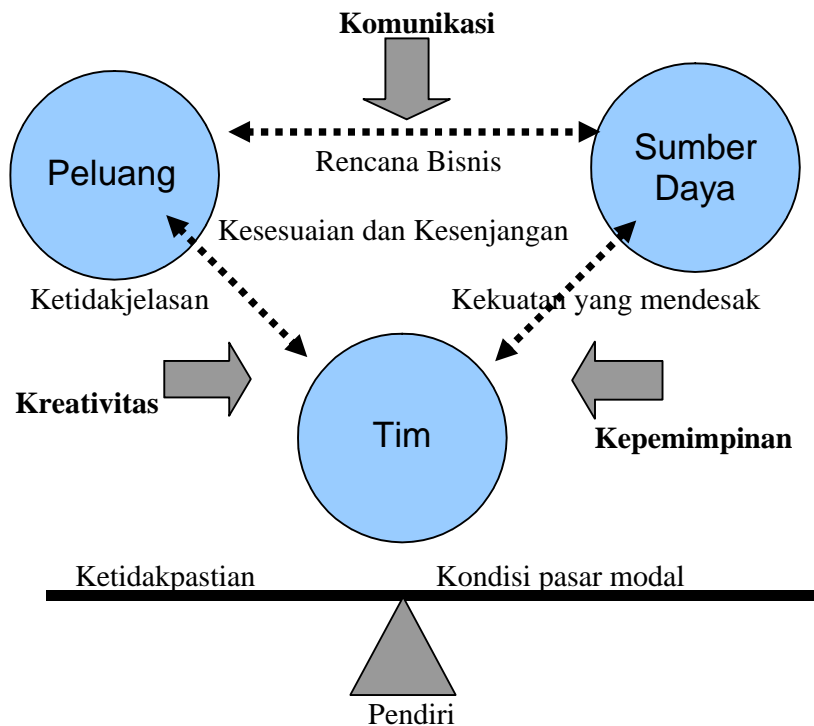 Komunikasi
Peluang
Sumber
Daya
Rencana Bisnis
Kesesuaian dan Kesenjangan
Ketidakjelasan
Kekuatan yang mendesak
Kreativitas
Tim
Kepemimpinan
Ketidakpastian
Kondisi pasar modal
Pendiri